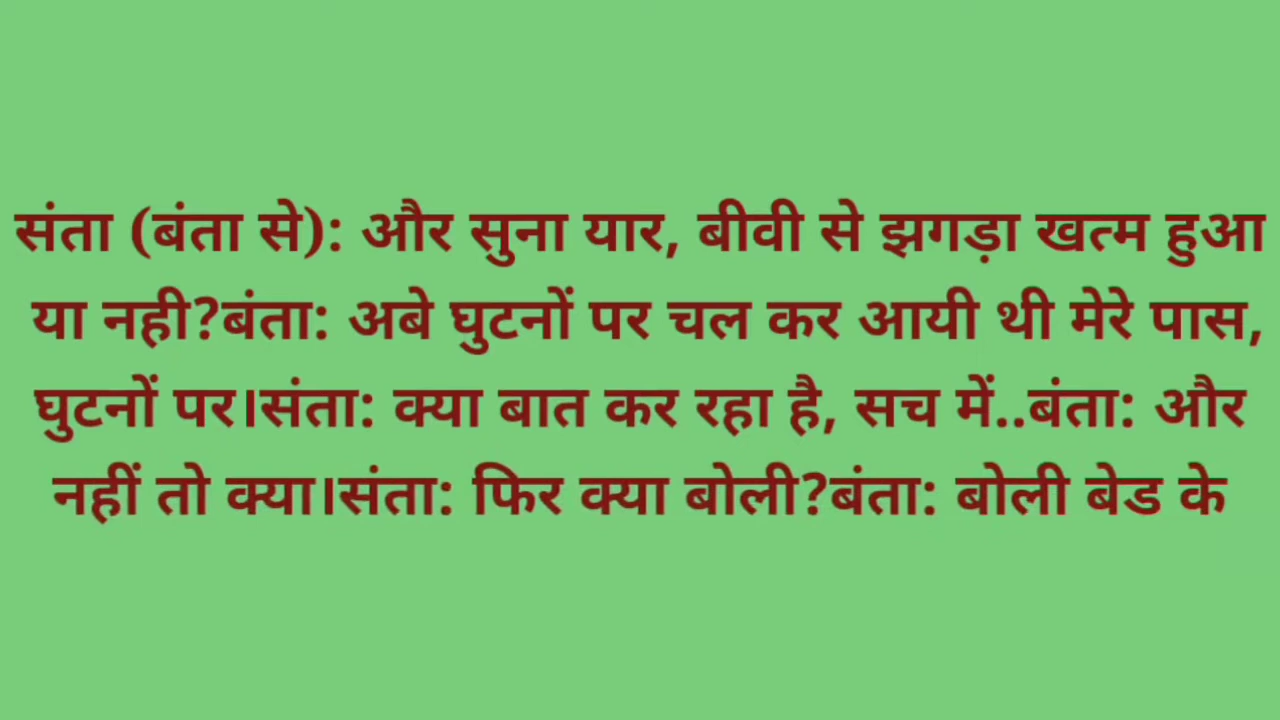 संता (बंता से): और सुना यार, बीवी से झगड़ा खत्म हुआ
या नही?बंता: अबे घुटनों पर चल कर आयी थी मेरे पास,
घुटनों पर।संता: क्या बात कर रहा है, सच में..बंता: और
नहीं तो क्या।संता: फिर क्या बोली?बंता: बोली बेड के